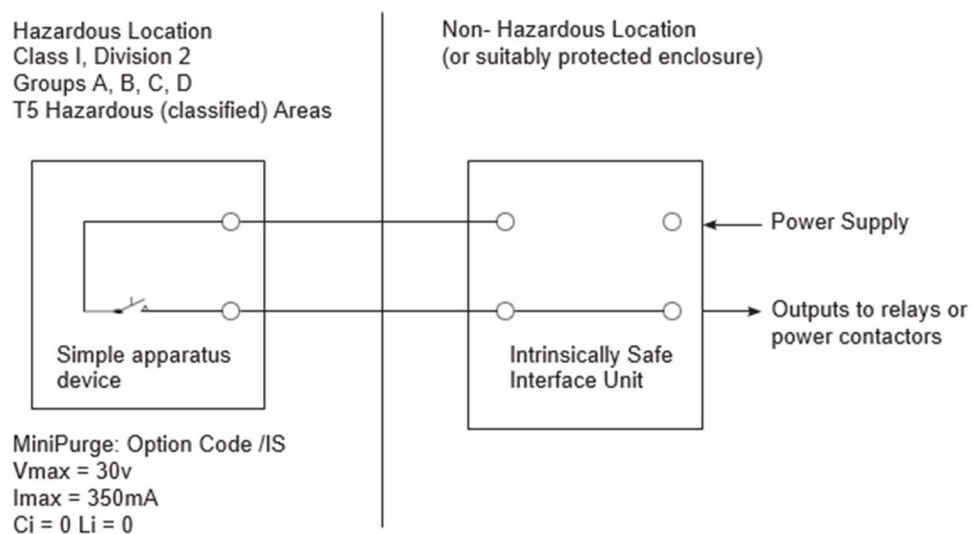 Hazardous Location
Class I, Division 2
Groups A, B, C, D
T5 Hazardous (classified) Areas
Non- Hazardous Location
(or suitably protected enclosure)
Power Supply
Outputs to relays or
power contactors
Simple apparatus
device
Intrinsically Safe
Interface Unit
MiniPurge: Option Code /IS
Vmax = 30v
Imax = 350mA
Ci = 0 Li = 0